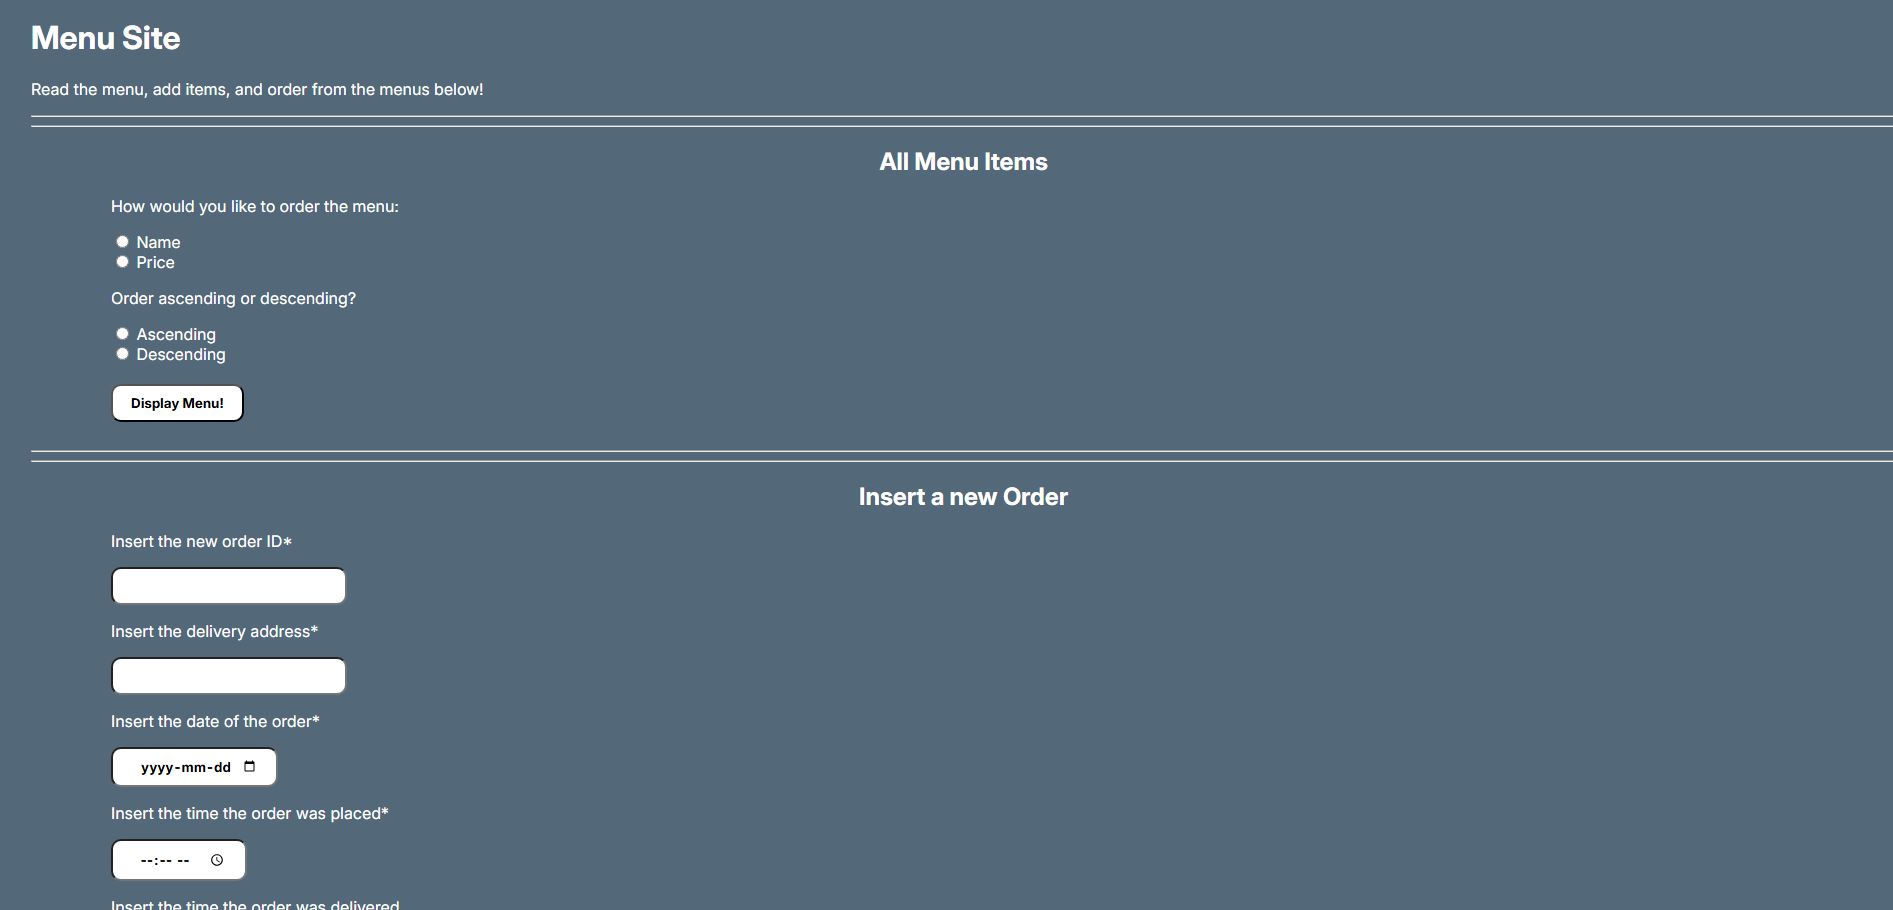 Menu Site
Read the menu, add items, and order from the menus below!
All Menu Items
How would you like to order the menu:
Name
Price
Order ascending or descending?
Ascending
Descending
Display Menu!
Insert a new Order
Insert the new order ID*
Insert the delivery address*
Insert the date of the order*
yyyy-mm-dd
Insert the time the order was placed*
--:-- --
Insert the time the order was delivered